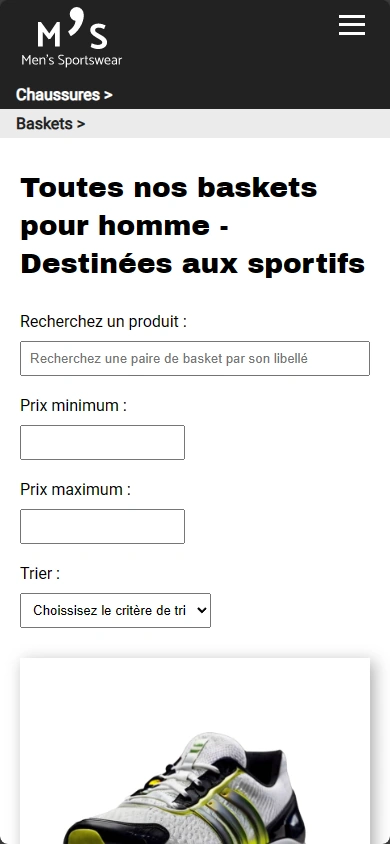 M's
Men's Sportswear
Chaussures >
Baskets >
Toutes nos baskets
pour homme -
Destinées aux sportifs
Recherchez un produit :
Recherchez une paire de basket par son libellé
Prix minimum :
Prix maximum :
Trier :
Choissisez le critère de tri